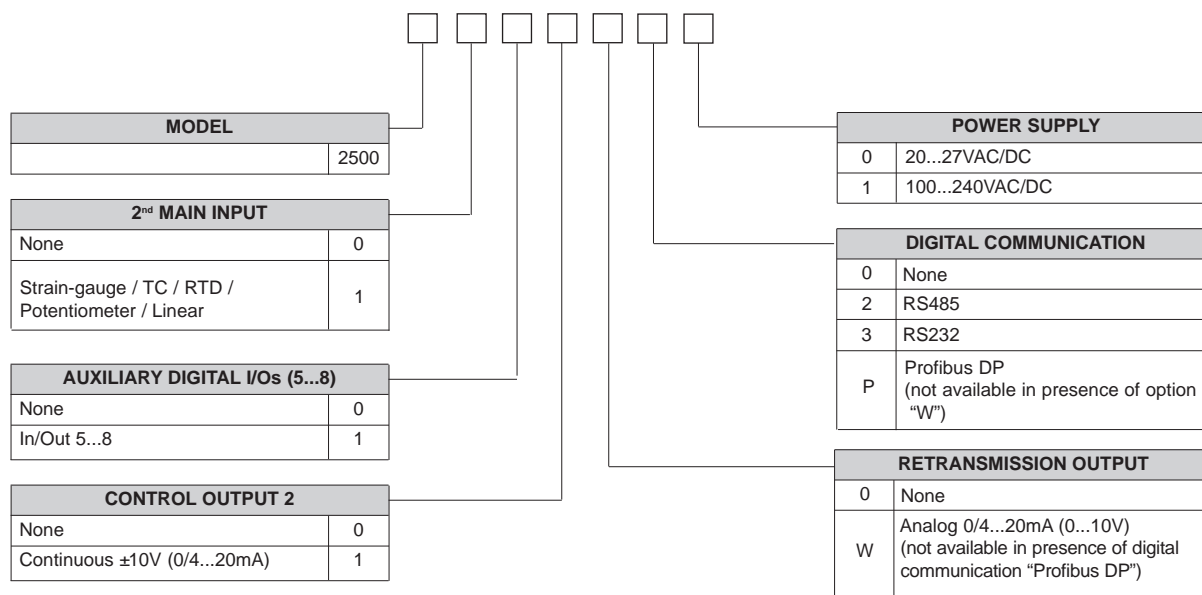 MODEL
2500
2nd MAIN INPUT
None 0
Strain-gauge / TC / RTD /
Potentiometer / Linear 1
AUXILIARY DIGITAL I/Os (5...8)
None 0
In/Out 5...8 1
CONTROL OUTPUT 2
None 0
Continuous ±10V (0/4...20mA) 1
POWER SUPPLY
0 20...27VAC/DC
1 100...240VAC/DC
DIGITAL COMMUNICATION
0 None
2 RS485
3 RS232
P Profibus DP
(not available in presence of option
“W”)
RETRANSMISSION OUTPUT
0 None
W Analog 0/4...20mA (0...10V)
(not available in presence of digital
communication “Profibus DP”)